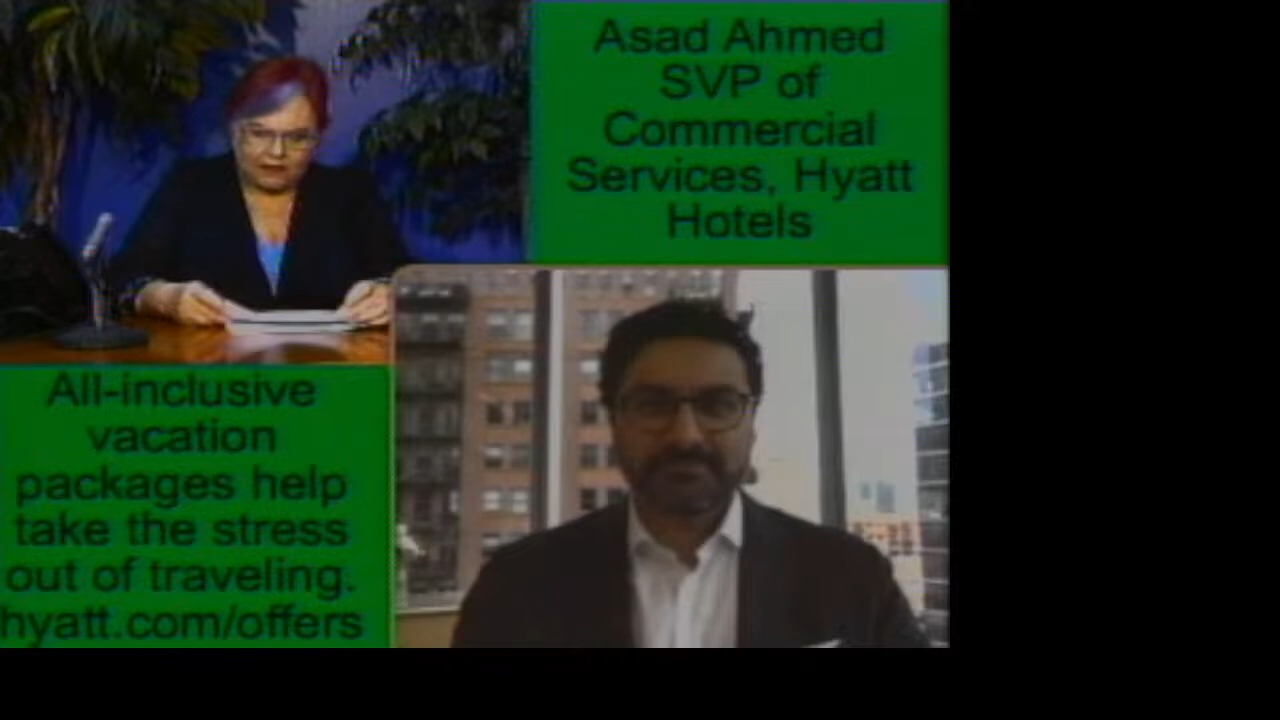 Asad Ahmed
SVP of
Commercial
Services, Hyatt
Hotels
All-inclusive
vacation
packages help
take the stress
out of traveling.
hyatt.com/offers